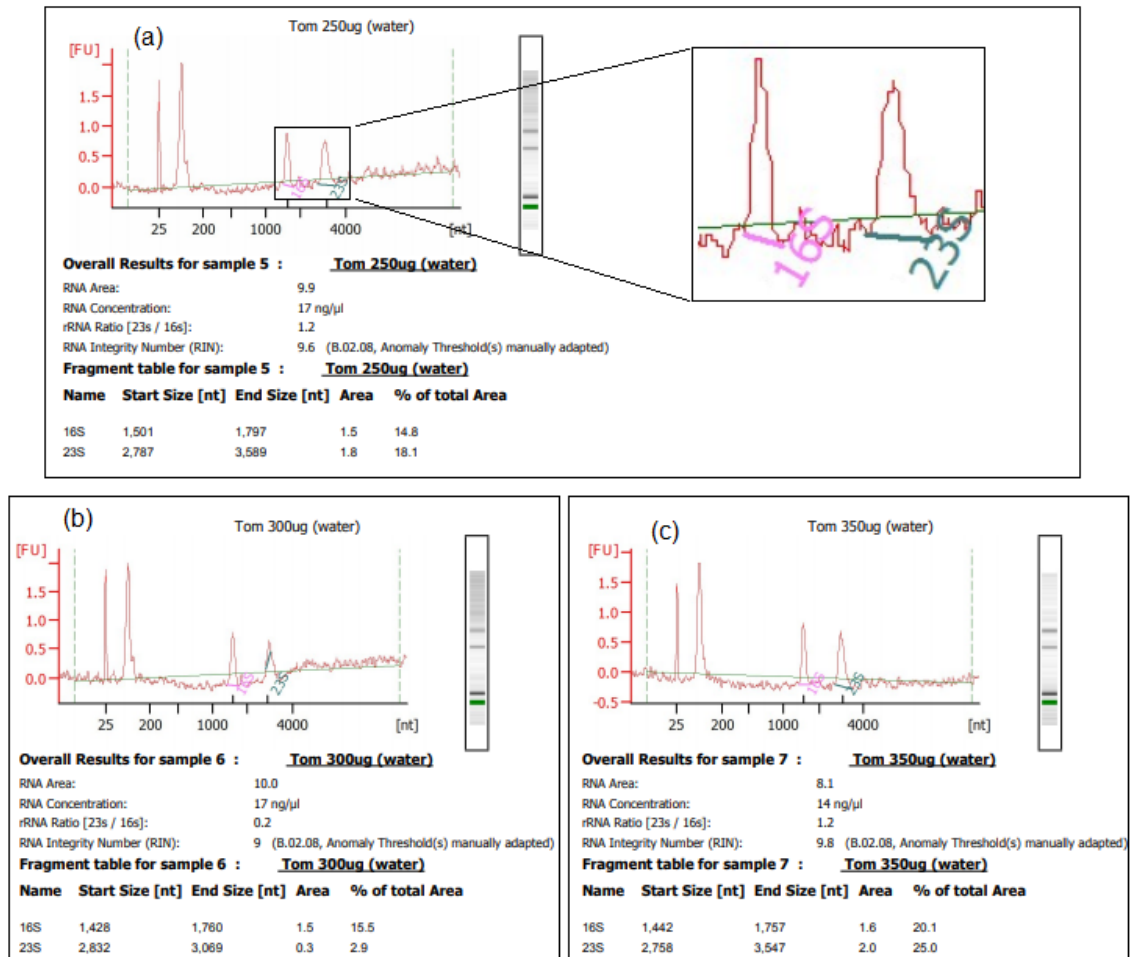 (a)
Tom 250ug (water)
[FU]
1.5
1.0
0.5
0.0
16S
23S
25 200 1000 4000 [nt]
16S
23S
Overall Results for sample 5 : Tom 250ug (water)
RNA Area: 9.9
RNA Concentration: 17 ng/µl
rRNA Ratio [23s / 16s]: 1.2
RNA Integrity Number (RIN): 9.6 (B.02.08, Anomaly Threshold(s) manually adapted)
Fragment table for sample 5 : Tom 250ug (water)
Name Start Size [nt] End Size [nt] Area % of total Area
16S 1,501 1,797 1.5 14.8
23S 2,787 3,589 1.8 18.1
(b)
Tom 300ug (water)
[FU]
1.5
1.0
0.5
0.0
16S
23S
25 200 1000 4000 [nt]
Overall Results for sample 6 : Tom 300ug (water)
RNA Area: 10.0
RNA Concentration: 17 ng/µl
rRNA Ratio [23s / 16s]: 0.2
RNA Integrity Number (RIN): 9 (B.02.08, Anomaly Threshold(s) manually adapted)
Fragment table for sample 6 : Tom 300ug (water)
Name Start Size [nt] End Size [nt] Area % of total Area
16S 1,428 1,760 1.5 15.5
23S 2,832 3,069 0.3 2.9
(c)
Tom 350ug (water)
[FU]
1.5
1.0
0.5
0.0
-0.5
16S
23S
25 200 1000 4000 [nt]
Overall Results for sample 7 : Tom 350ug (water)
RNA Area: 8.1
RNA Concentration: 14 ng/µl
rRNA Ratio [23s / 16s]: 1.2
RNA Integrity Number (RIN): 9.8 (B.02.08, Anomaly Threshold(s) manually adapted)
Fragment table for sample 7 : Tom 350ug (water)
Name Start Size [nt] End Size [nt] Area % of total Area
16S 1,442 1,757 1.6 20.1
23S 2,758 3,547 2.0 25.0